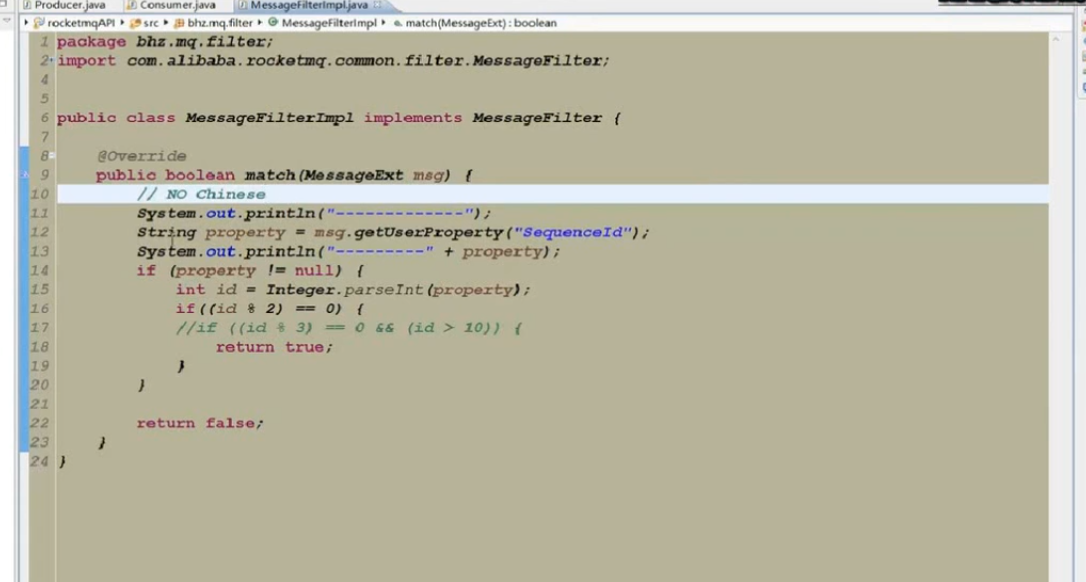 Producer.java Consumer.java MessageFilterImpl.java
rocketmqAPI src bhz.mq.filter MessageFilterImpl match(MessageExt) : boolean
1 package bhz.mq.filter;
2 import com.alibaba.rocketmq.common.filter.MessageFilter;
4
5
6 public class MessageFilterImpl implements MessageFilter {
7
8 @Override
9 public boolean match(MessageExt msg) {
10 // NO Chinese
11 System.out.println("-------------");
12 String property = msg.getUserProperty("SequenceId");
13 System.out.println("---------" + property);
14 if (property != null) {
15 int id = Integer.parseInt(property);
16 if((id % 2) == 0) {
17 //if ((id % 3) == 0 && (id > 10)) {
18 return true;
19 }
20 }
21
22 return false;
23 }
24 }